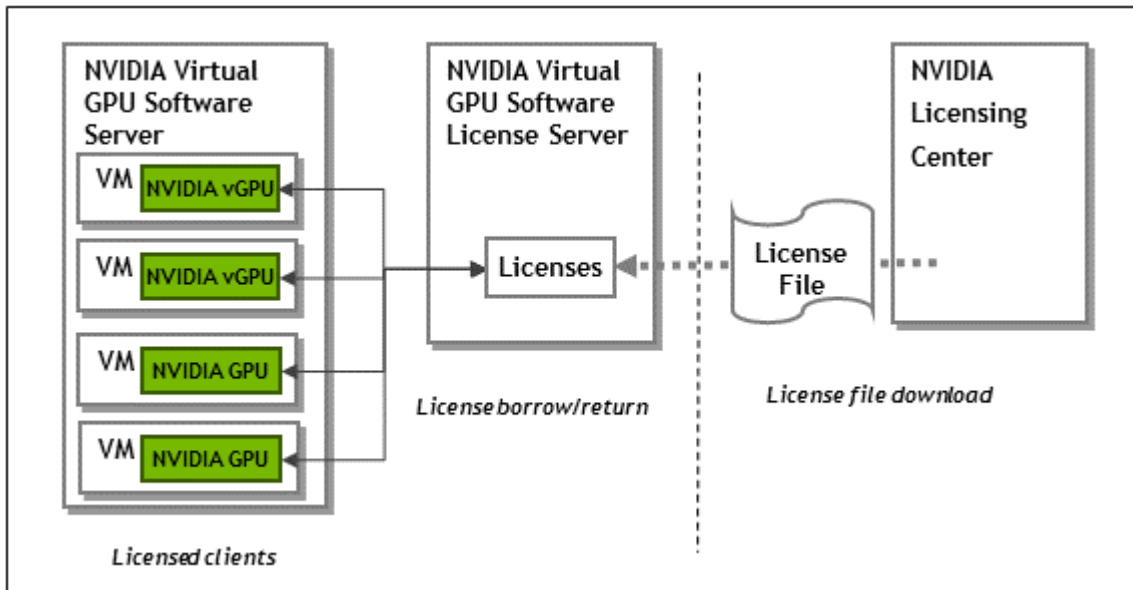 NVIDIA Virtual
GPU Software
Server
VM
NVIDIA vGPU
VM
NVIDIA vGPU
VM
NVIDIA GPU
VM
NVIDIA GPU
Licensed clients
NVIDIA Virtual
GPU Software
License Server
Licenses
License borrow/return
License
File
License file download
NVIDIA
Licensing
Center